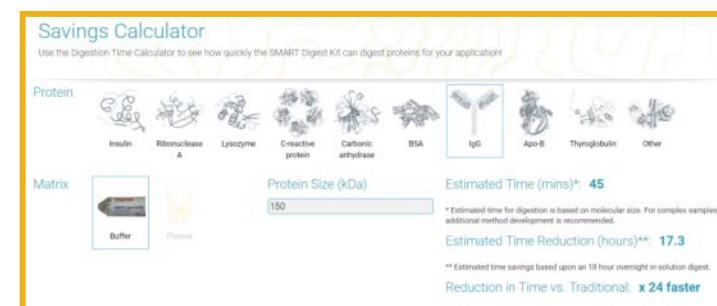 Savings Calculator
Use the Digestion Time Calculator to see how quickly the SMART Digest Kit can digest proteins for your application!
Protein
Insulin
Ribonuclease
A
Lysozyme
C-reactive
protein
Carbonic
anhydrase
BSA
IgG
Apo-B
Thyroglobulin
Other
Matrix
Buffer
Plasma
Protein Size (kDa)
150
Estimated Time (mins)*: 45
* Estimated time for digestion is based on molecular size. For complex samples,
additional method development is recommended.
Estimated Time Reduction (hours)**: 17.3
** Estimated time savings based upon an 18 hour overnight in-solution digest.
Reduction in Time vs. Traditional: x 24 faster